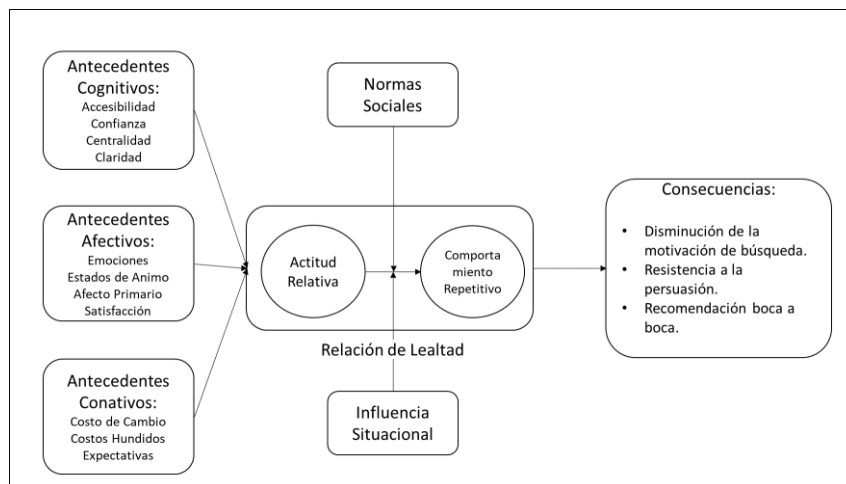 Antecedentes
Cognitivos:
Accesibilidad
Confianza
Centralidad
Claridad
Antecedentes
Afectivos:
Emociones
Estados de Animo
Afecto Primario
Satisfacción
Antecedentes
Conativos:
Costo de Cambio
Costos Hundidos
Expectativas
Normas
Sociales
Actitud
Relativa
Comporta
miento
Repetitivo
Relación de Lealtad
Influencia
Situacional
Consecuencias:
• Disminución de la
motivación de búsqueda.
• Resistencia a la
persuasión.
• Recomendación boca a
boca.